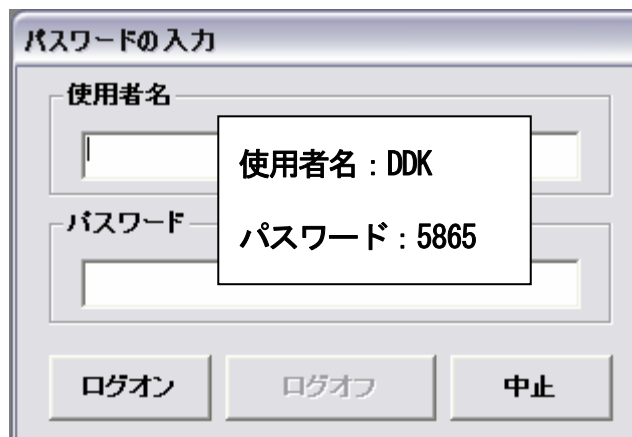 パスワードの入力
使用者名
使用者名：DDK
パスワード
パスワード：5865
ログオン
ログオフ
中止